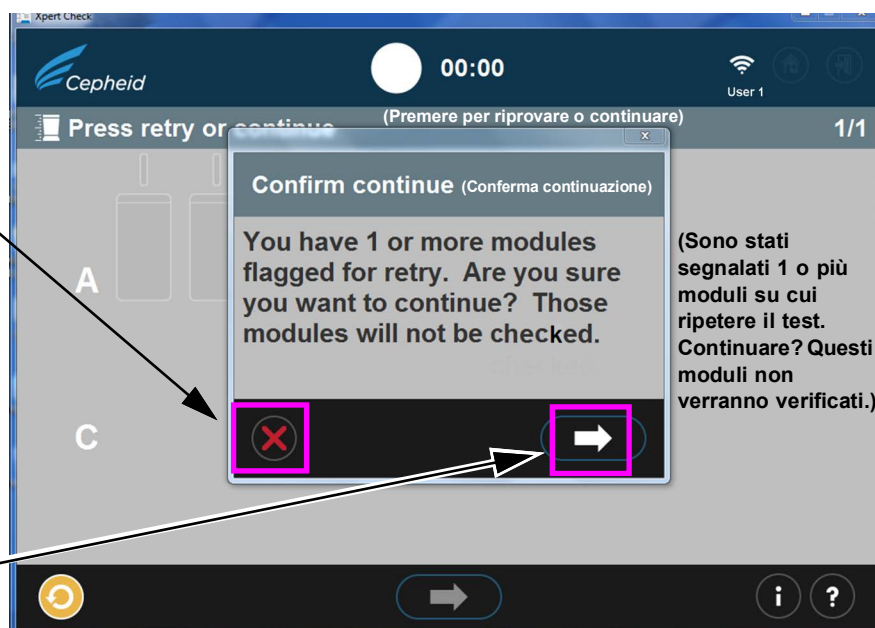 Xpert Check
Cepheid
00:00
User 1
Press retry or continue
(Premere per riprovare o continuare)
1/1
x
Confirm continue (Conferma continuazione)
You have 1 or more modules
flagged for retry. Are you sure
you want to continue? Those
modules will not be checked.
(Sono stati
segnalati 1 o più
moduli su cui
ripetere il test.
Continuare? Questi
moduli non
verranno verificati.)
A
C
i
?